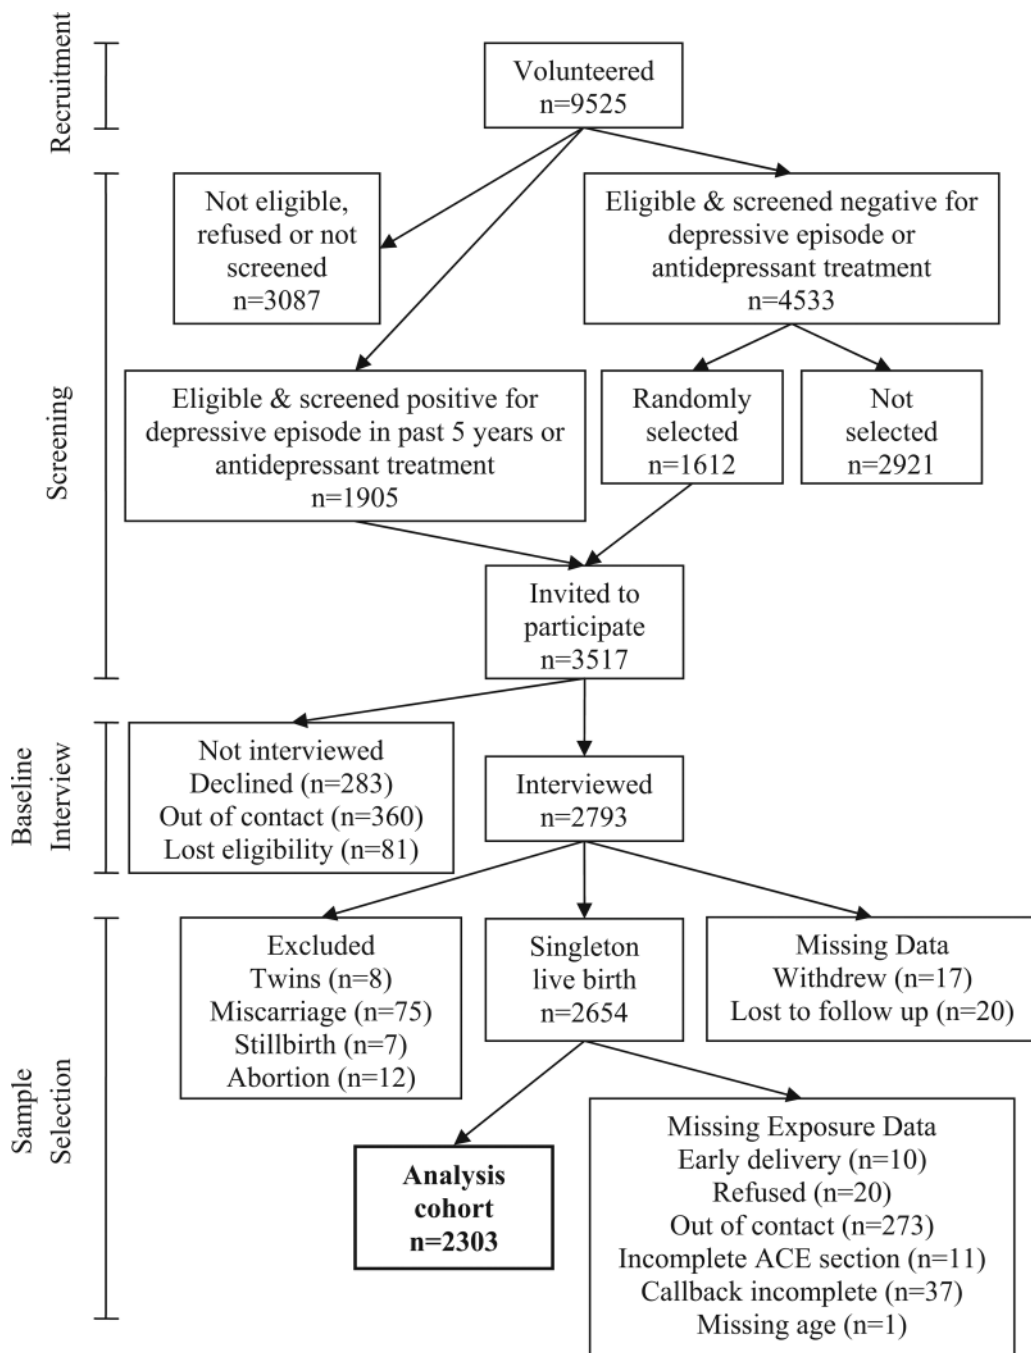 Recruitment
Volunteered
n=9525
Screening
Not eligible,
refused or not
screened
n=3087
Eligible & screened negative for
depressive episode or
antidepressant treatment
n=4533
Eligible & screened positive for
depressive episode in past 5 years or
antidepressant treatment
n=1905
Randomly
selected
n=1612
Not
selected
n=2921
Invited to
participate
n=3517
Baseline
Interview
Not interviewed
Declined (n=283)
Out of contact (n=360)
Lost eligibility (n=81)
Interviewed
n=2793
Sample
Selection
Excluded
Twins (n=8)
Miscarriage (n=75)
Stillbirth (n=7)
Abortion (n=12)
Singleton
live birth
n=2654
Missing Data
Withdrew (n=17)
Lost to follow up (n=20)
Analysis
cohort
n=2303
Missing Exposure Data
Early delivery (n=10)
Refused (n=20)
Out of contact (n=273)
Incomplete ACE section (n=11)
Callback incomplete (n=37)
Missing age (n=1)